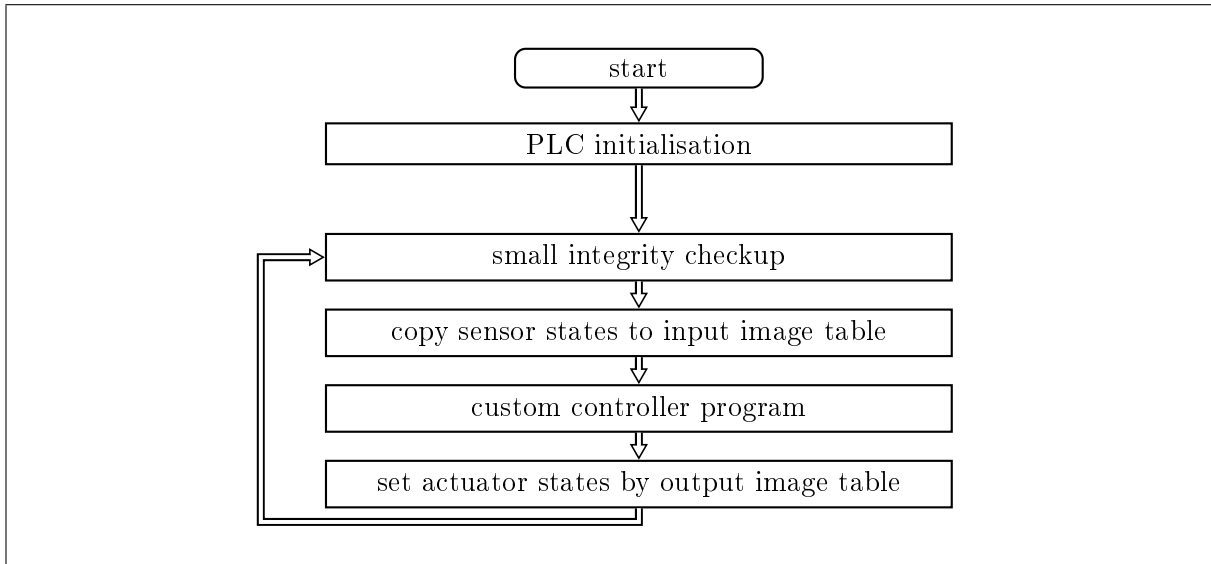 start
PLC initialisation
small integrity checkup
copy sensor states to input image table
custom controller program
set actuator states by output image table